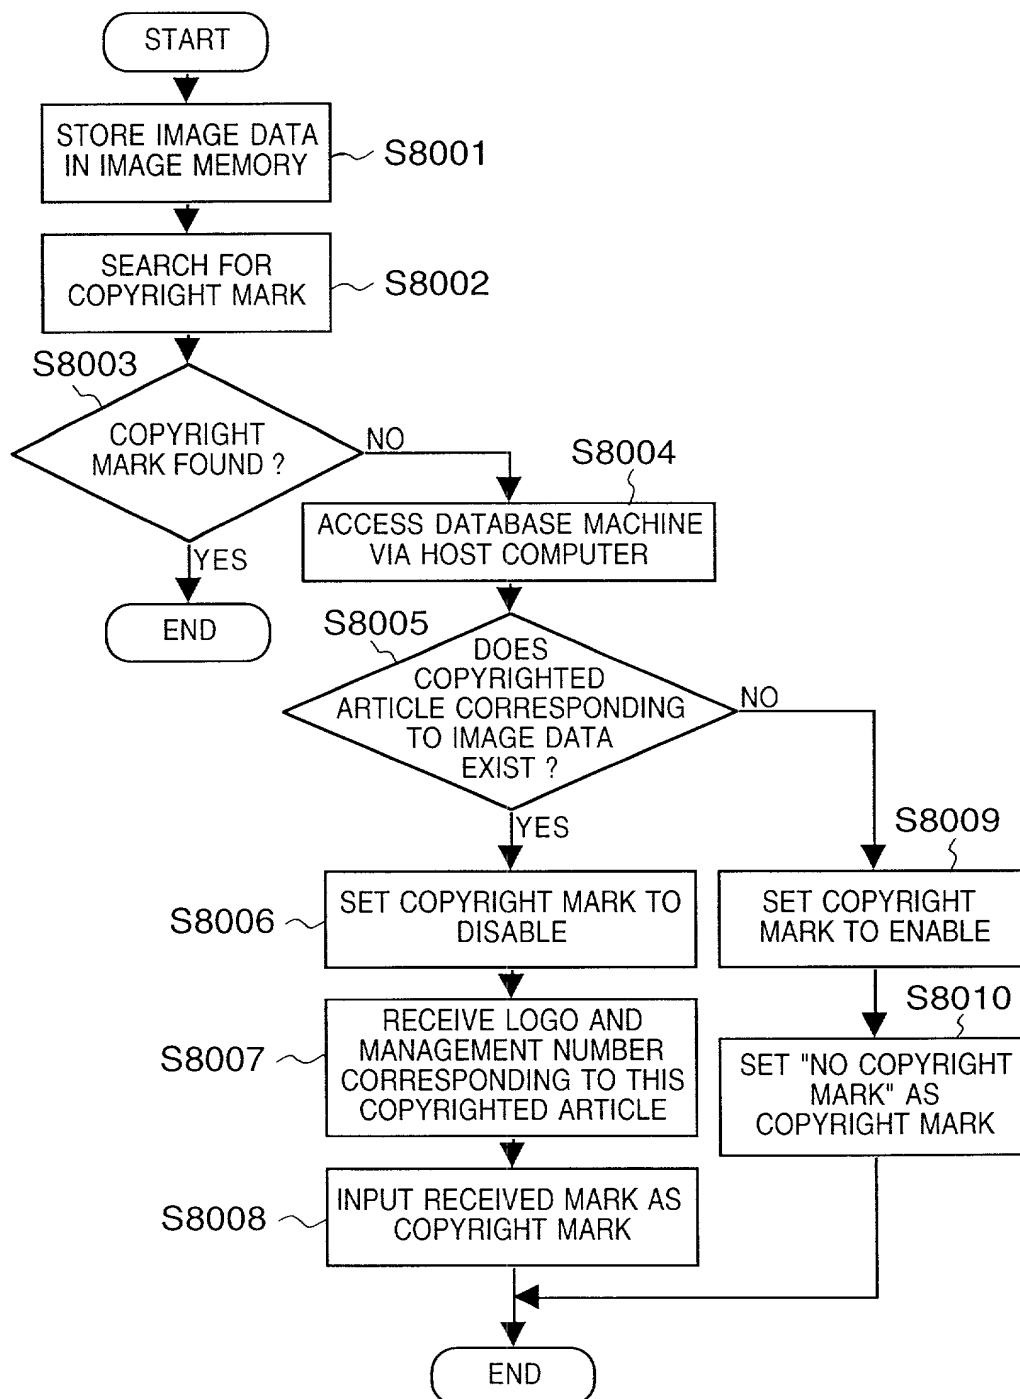 START
STORE IMAGE DATA
IN IMAGE MEMORY
S8001
SEARCH FOR
COPYRIGHT MARK
S8002
S8003
COPYRIGHT
MARK FOUND ?
NO
YES
END
S8004
ACCESS DATABASE MACHINE
VIA HOST COMPUTER
S8005
DOES
COPYRIGHTED
ARTICLE CORRESPONDING
TO IMAGE DATA
EXIST ?
NO
YES
S8006
SET COPYRIGHT MARK TO
DISABLE
S8007
RECEIVE LOGO AND
MANAGEMENT NUMBER
CORRESPONDING TO THIS
COPYRIGHTED ARTICLE
S8008
INPUT RECEIVED MARK AS
COPYRIGHT MARK
S8009
SET COPYRIGHT
MARK TO ENABLE
S8010
SET "NO COPYRIGHT
MARK" AS
COPYRIGHT MARK
END